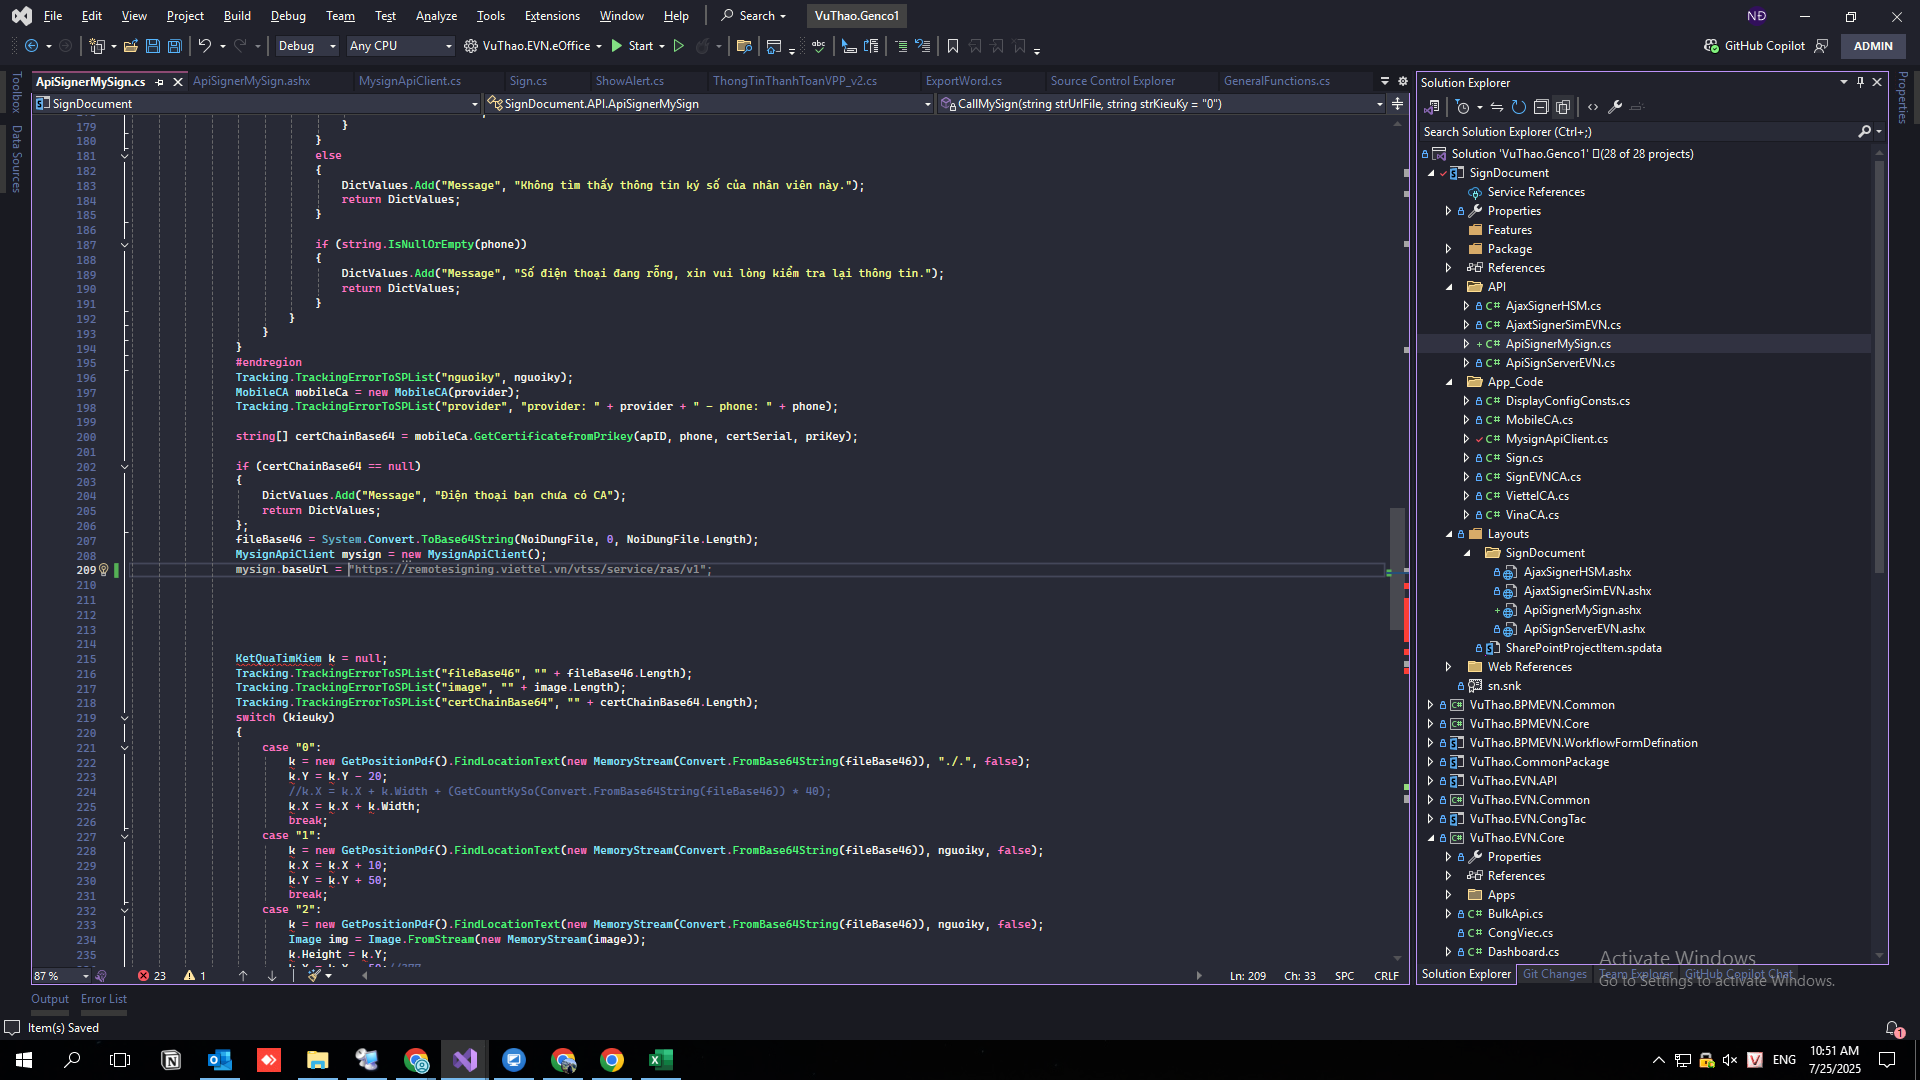 File Edit View Project Build Debug Team Test Analyze Tools Extensions Window Help Search VuThao.Genco1 NĐ
Debug Any CPU VuThao.EVN.eOffice Start GitHub Copilot ADMIN
Toolbox
Data Sources
ApiSignerMySign.cs ApiSignerMySign.ashx MysignApiClient.cs Sign.cs ShowAlert.cs ThongTinThanhToanVPP_v2.cs ExportWord.cs Source Control Explorer GeneralFunctions.cs
SignDocument SignDocument.API.ApiSignerMySign CallMySign(string strUrlFile, string strKieuKy = "0")
179 }
180 }
181 else
182 {
183 DictValues.Add("Message", "Không tìm thấy thông tin ký số của nhân viên này.");
184 return DictValues;
185 }
186
187 if (string.IsNullOrEmpty(phone))
188 {
189 DictValues.Add("Message", "Số điện thoại đang rỗng, xin vui lòng kiểm tra lại thông tin.");
190 return DictValues;
191 }
192 }
193 }
194 }
195 #endregion
196 Tracking.TrackingErrorToSPList("nguoiky", nguoiky);
197 MobileCA mobileCa = new MobileCA(provider);
198 Tracking.TrackingErrorToSPList("provider", "provider: " + provider + " - phone: " + phone);
199
200 string[] certChainBase64 = mobileCa.GetCertificatefromPrikey(apID, phone, certSerial, priKey);
201
202 if (certChainBase64 == null)
203 {
204 DictValues.Add("Message", "Điện thoại bạn chưa có CA");
205 return DictValues;
206 };
207 fileBase46 = System.Convert.ToBase64String(NoiDungFile, 0, NoiDungFile.Length);
208 MysignApiClient mysign = new MysignApiClient();
209 mysign.baseUrl = "https://remotesigning.viettel.vn/vtss/service/ras/v1";
210
211
212
213
214
215 KetQuaTimKiem k = null;
216 Tracking.TrackingErrorToSPList("fileBase46", "" + fileBase46.Length);
217 Tracking.TrackingErrorToSPList("image", "" + image.Length);
218 Tracking.TrackingErrorToSPList("certChainBase64", "" + certChainBase64.Length);
219 switch (kieuky)
220 {
221 case "0":
222 k = new GetPositionPdf().FindLocationText(new MemoryStream(Convert.FromBase64String(fileBase46)), "./.", false);
223 k.Y = k.Y - 20;
224 //k.X = k.X + k.Width + (GetCountKySo(Convert.FromBase64String(fileBase46)) * 40);
225 k.X = k.X + k.Width;
226 break;
227 case "1":
228 k = new GetPositionPdf().FindLocationText(new MemoryStream(Convert.FromBase64String(fileBase46)), nguoiky, false);
229 k.X = k.X + 10;
230 k.Y = k.Y + 50;
231 break;
232 case "2":
233 k = new GetPositionPdf().FindLocationText(new MemoryStream(Convert.FromBase64String(fileBase46)), nguoiky, false);
234 Image img = Image.FromStream(new MemoryStream(image));
235 k.Height = k.Y;
87 % 23 1 Ln: 209 Ch: 33 SPC CRLF
Solution Explorer
Search Solution Explorer (Ctrl+;)
Solution 'VuThao.Genco1' (28 of 28 projects)
SignDocument
Service References
Properties
Features
Package
References
API
C# AjaxSignerHSM.cs
C# AjaxtSignerSimEVN.cs
C# ApiSignerMySign.cs
C# ApiSignServerEVN.cs
App_Code
C# DisplayConfigConsts.cs
C# MobileCA.cs
C# MysignApiClient.cs
C# Sign.cs
C# SignEVNCA.cs
C# ViettelCA.cs
C# VinaCA.cs
Layouts
SignDocument
AjaxSignerHSM.ashx
AjaxtSignerSimEVN.ashx
ApiSignerMySign.ashx
ApiSignServerEVN.ashx
SharePointProjectItem.spdata
Web References
sn.snk
VuThao.BPMEVN.Common
VuThao.BPMEVN.Core
VuThao.BPMEVN.WorkflowFormDefination
VuThao.CommonPackage
VuThao.EVN.API
VuThao.EVN.Common
VuThao.EVN.CongTac
VuThao.EVN.Core
Properties
References
Apps
C# BulkApi.cs
C# CongViec.cs
C# Dashboard.cs
Solution Explorer Git Changes Team Explorer GitHub Copilot Chat
Properties
Activate Windows
Go to Settings to activate Windows.
Output Error List
Item(s) Saved
1
ENG
10:51 AM
7/25/2025